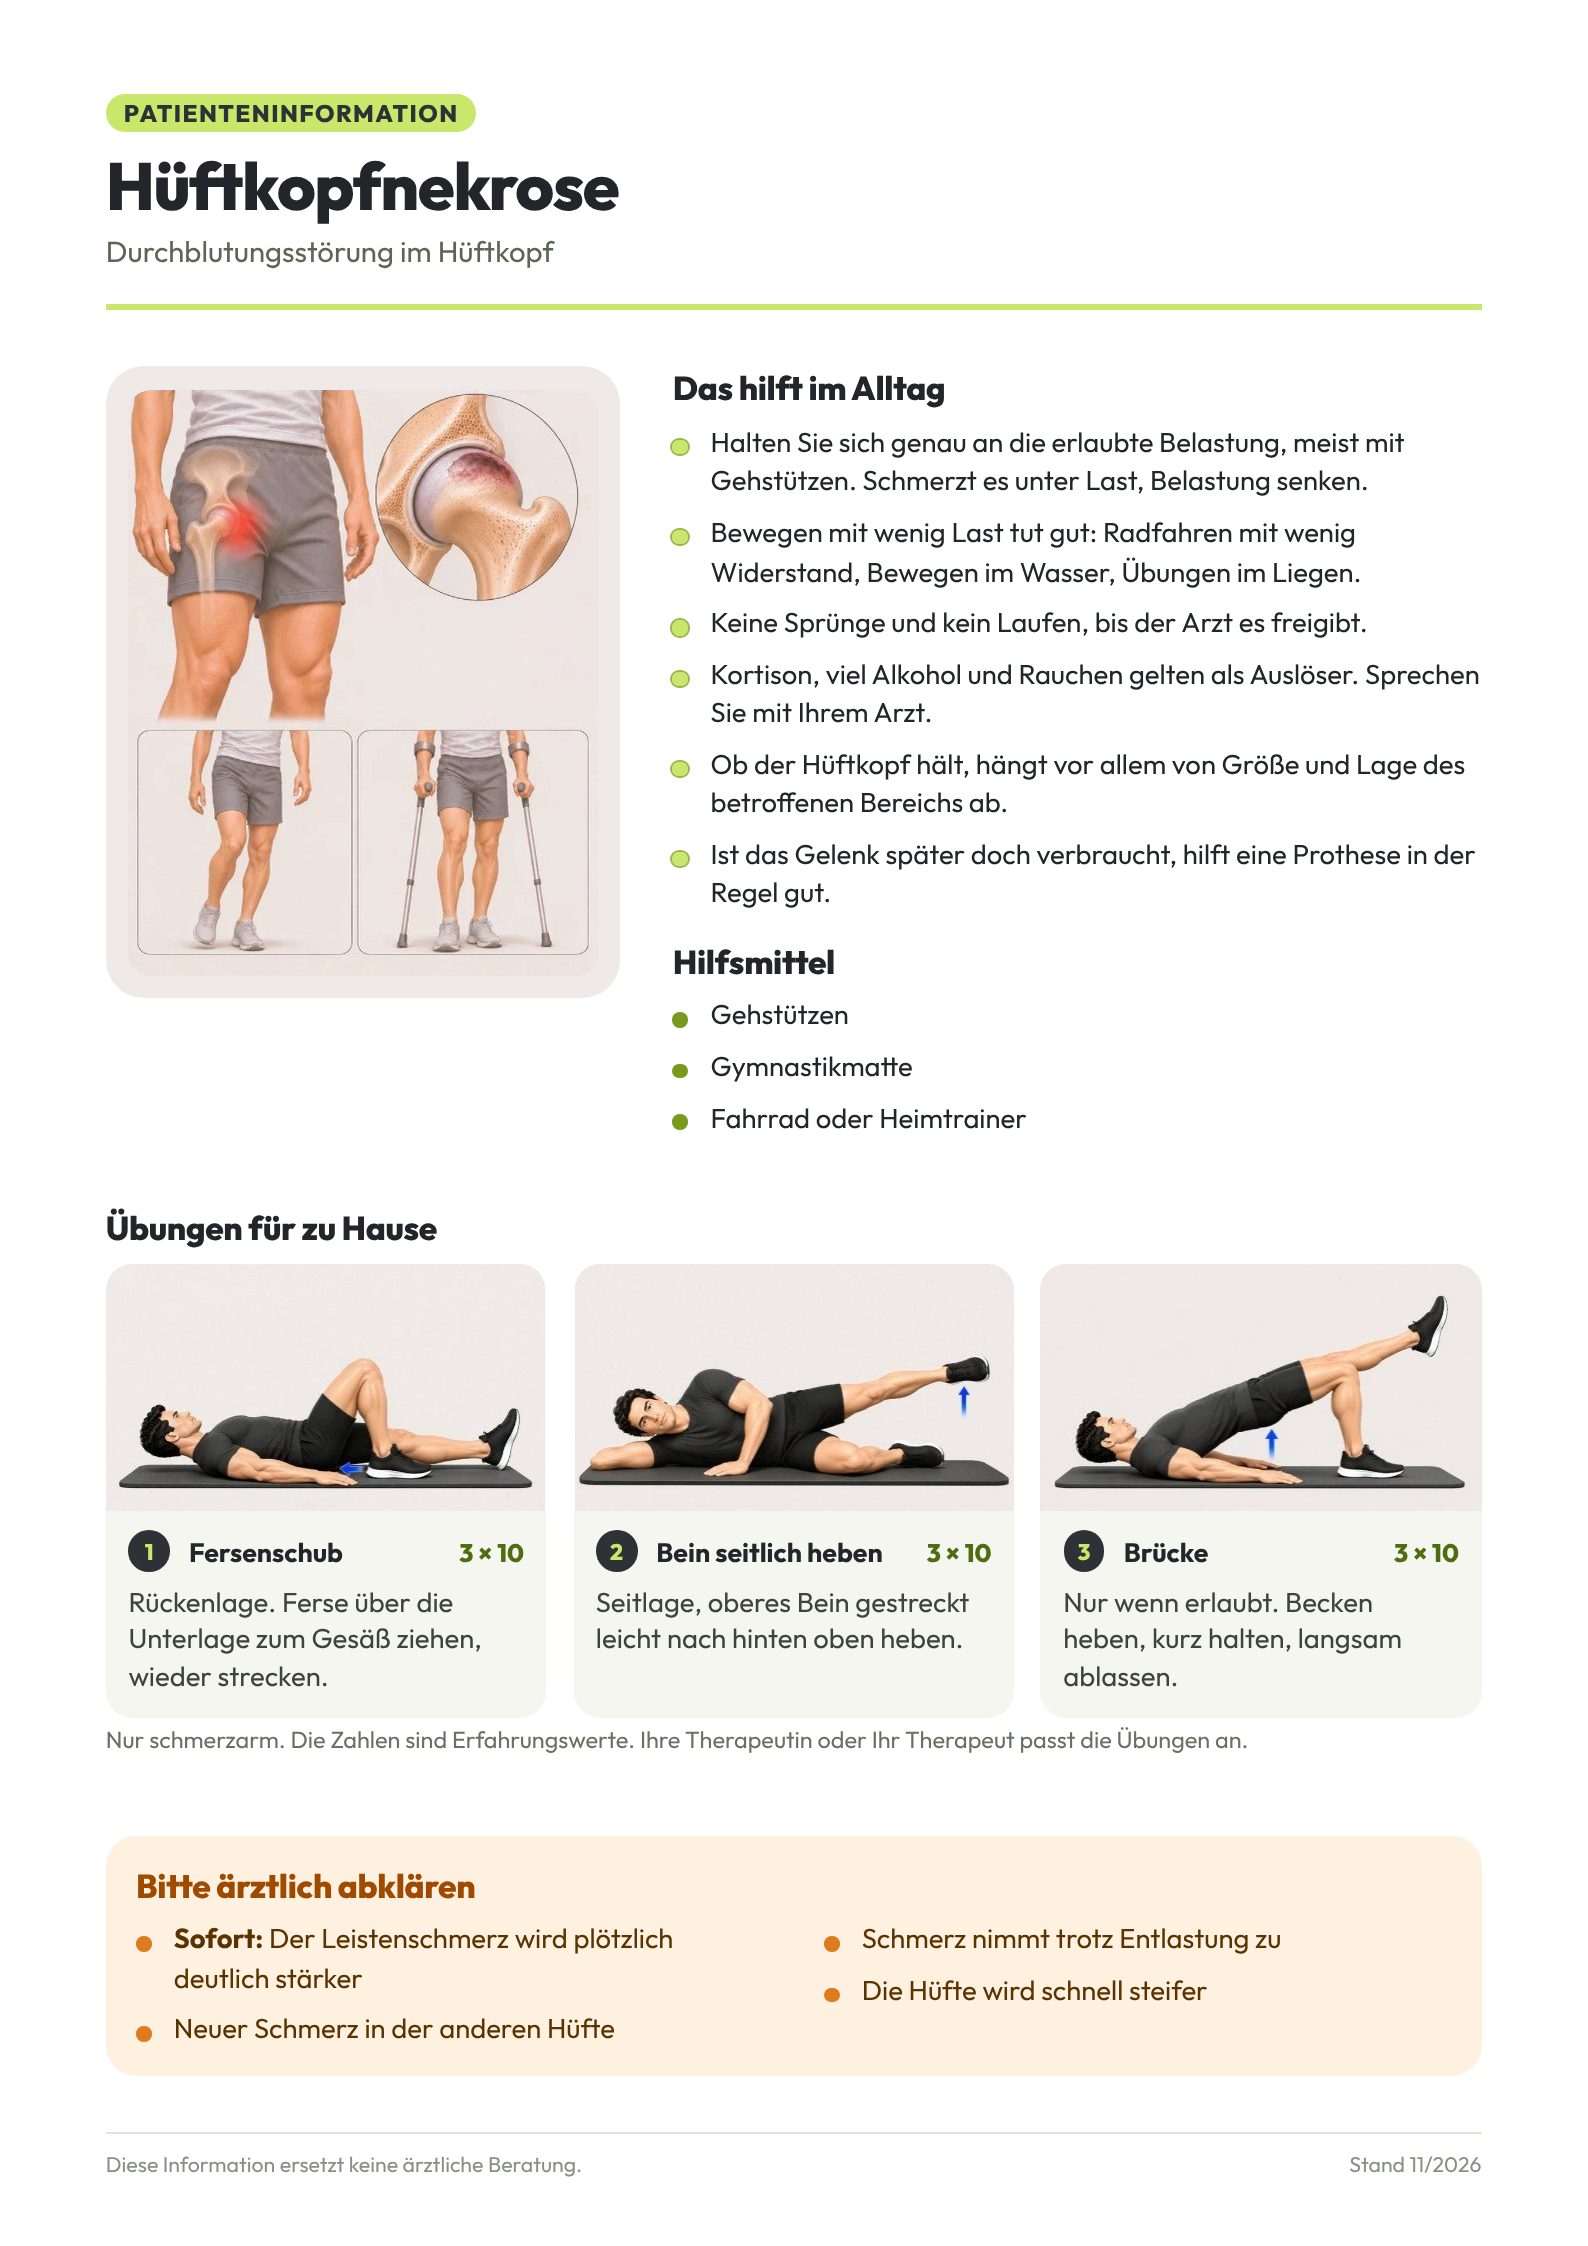 PATIENTENINFORMATION
Hüftkopfnekrose
Durchblutungsstörung im Hüftkopf
Das hilft im Alltag
Halten Sie sich genau an die erlaubte Belastung, meist mit
Gehstützen. Schmerzt es unter Last, Belastung senken.
Bewegen mit wenig Last tut gut: Radfahren mit wenig
Widerstand, Bewegen im Wasser, Übungen im Liegen.
Keine Sprünge und kein Laufen, bis der Arzt es freigibt.
Kortison, viel Alkohol und Rauchen gelten als Auslöser. Sprechen
Sie mit Ihrem Arzt.
Ob der Hüftkopf hält, hängt vor allem von Größe und Lage des
betroffenen Bereichs ab.
Ist das Gelenk später doch verbraucht, hilft eine Prothese in der
Regel gut.
Hilfsmittel
Gehstützen
Gymnastikmatte
Fahrrad oder Heimtrainer
Übungen für zu Hause
1 Fersenschub 3 × 10
Rückenlage. Ferse über die
Unterlage zum Gesäß ziehen,
wieder strecken.
2 Bein seitlich heben 3 × 10
Seitlage, oberes Bein gestreckt
leicht nach hinten oben heben.
3 Brücke 3 × 10
Nur wenn erlaubt. Becken
heben, kurz halten, langsam
ablassen.
Nur schmerzarm. Die Zahlen sind Erfahrungswerte. Ihre Therapeutin oder Ihr Therapeut passt die Übungen an.
Bitte ärztlich abklären
Sofort: Der Leistenschmerz wird plötzlich
deutlich stärker
Neuer Schmerz in der anderen Hüfte
Schmerz nimmt trotz Entlastung zu
Die Hüfte wird schnell steifer
Diese Information ersetzt keine ärztliche Beratung.
Stand 11/2026